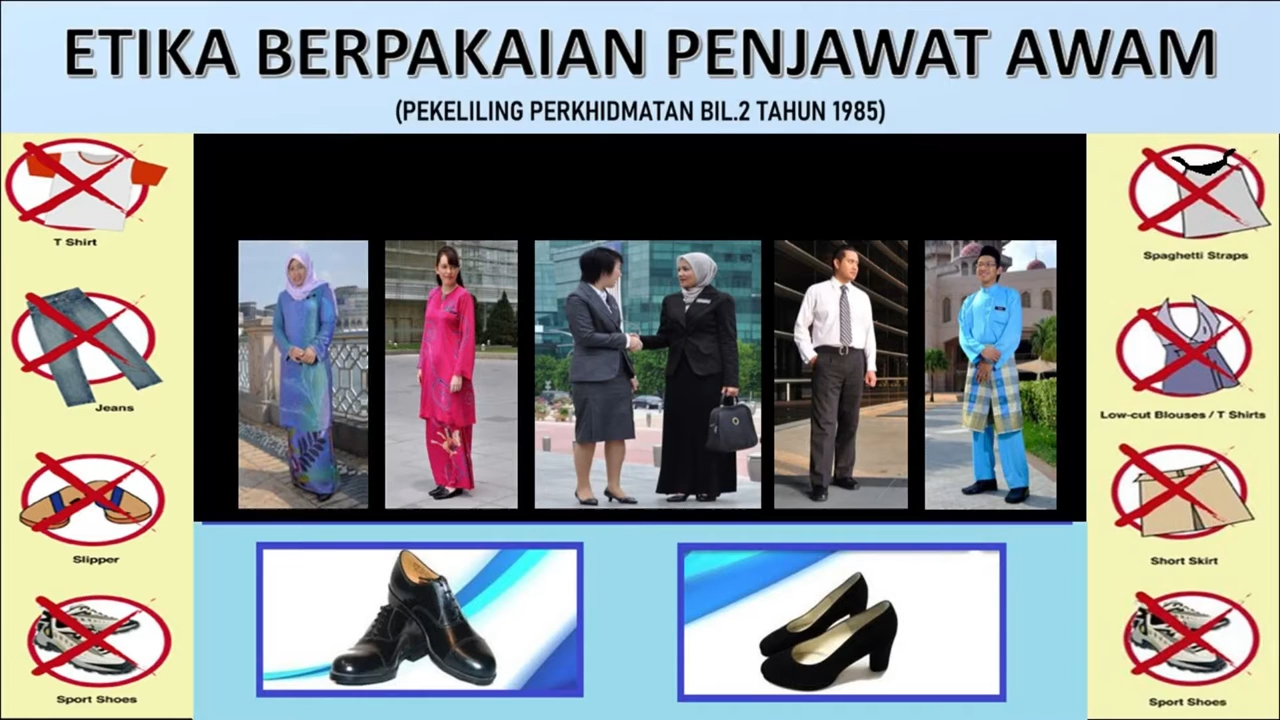 ETIKA BERPAKAIAN PENJAWAT AWAM
(PEKELILING PERKHIDMATAN BIL.2 TAHUN 1985)
T Shirt
Jeans
Slipper
Sport Shoes
Spaghetti Straps
Low-cut Blouses / T Shirts
Short Skirt
Sport Shoes